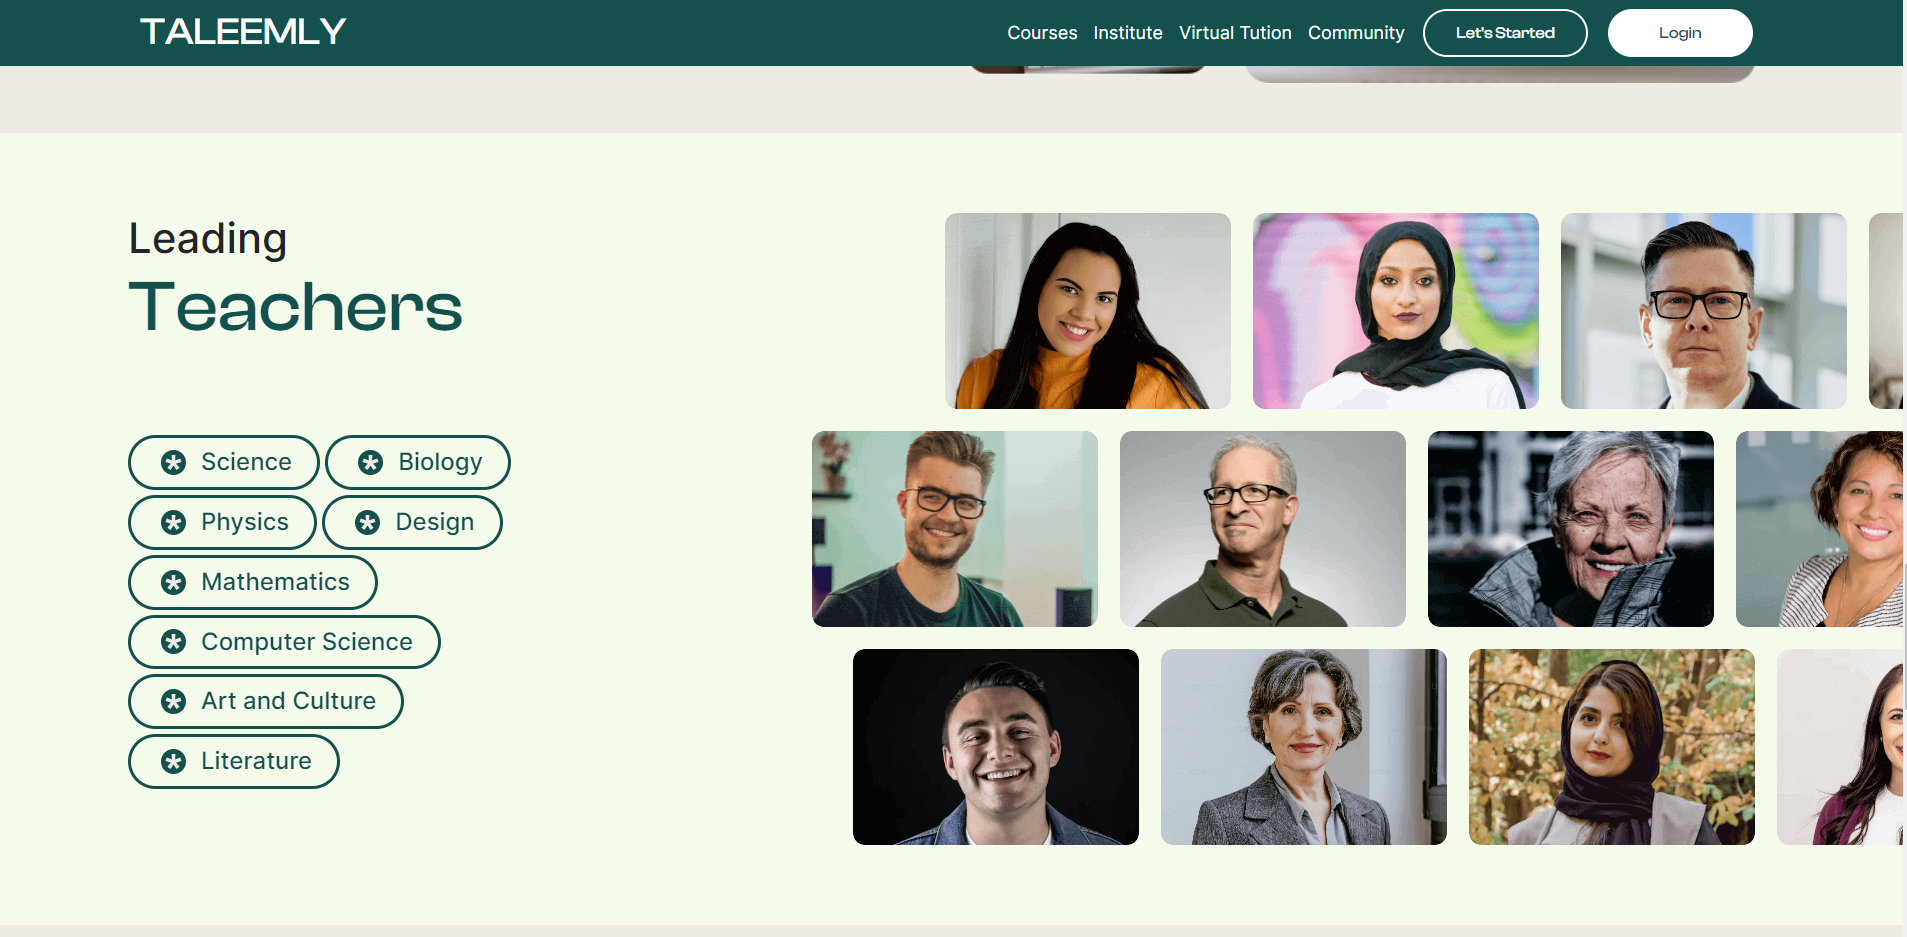 TALEEMLY
Courses Institute Virtual Tution Community Let's Started Login
Leading
Teachers
Science Biology
Physics Design
Mathematics
Computer Science
Art and Culture
Literature